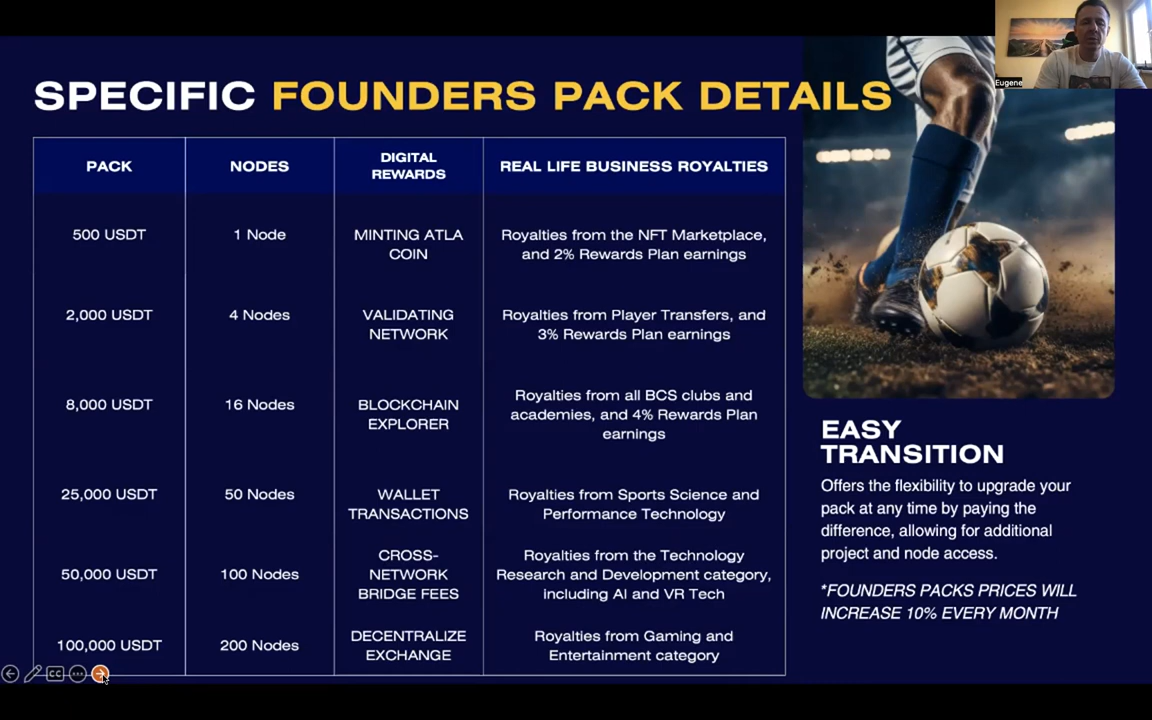 Eugene
SPECIFIC FOUNDERS PACK DETAILS
PACK
NODES
DIGITAL
REWARDS
REAL LIFE BUSINESS ROYALTIES
500 USDT
1 Node
MINTING ATLA
COIN
Royalties from the NFT Marketplace,
and 2% Rewards Plan earnings
2,000 USDT
4 Nodes
VALIDATING
NETWORK
Royalties from Player Transfers, and
3% Rewards Plan earnings
8,000 USDT
16 Nodes
BLOCKCHAIN
EXPLORER
Royalties from all BCS clubs and
academies, and 4% Rewards Plan
earnings
25,000 USDT
50 Nodes
WALLET
TRANSACTIONS
Royalties from Sports Science and
Performance Technology
50,000 USDT
100 Nodes
CROSS-
NETWORK
BRIDGE FEES
Royalties from the Technology
Research and Development category,
including AI and VR Tech
100,000 USDT
200 Nodes
DECENTRALIZE
EXCHANGE
Royalties from Gaming and
Entertainment category
EASY
TRANSITION
Offers the flexibility to upgrade your
pack at any time by paying the
difference, allowing for additional
project and node access.
*FOUNDERS PACKS PRICES WILL
INCREASE 10% EVERY MONTH
CC